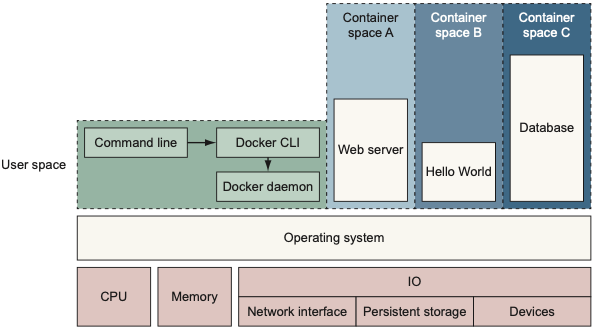 Container
space A
Container
space B
Container
space C
Command line
Docker CLI
Database
Web server
User space
Hello World
Docker daemon
Operating system
CPU
Memory
IO
Network interface
Persistent storage
Devices